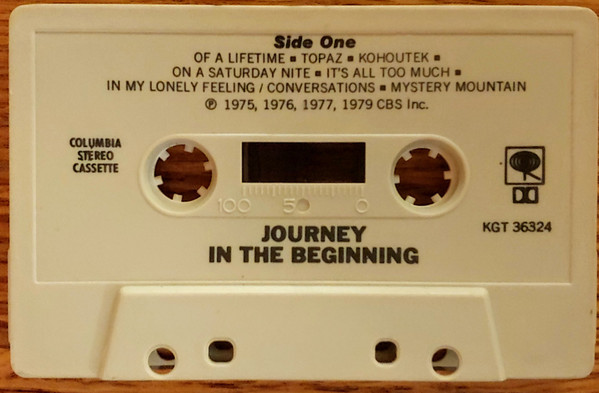 Side One
OF A LIFETIME ▪ TOPAZ ▪ KOHOUTEK ▪
ON A SATURDAY NITE ▪ IT'S ALL TOO MUCH ▪
IN MY LONELY FEELING / CONVERSATIONS ▪ MYSTERY MOUNTAIN
℗ 1975, 1976, 1977, 1979 CBS Inc.
COLUMBIA
STEREO
CASSETTE
100 50 0
KGT 36324
JOURNEY
IN THE BEGINNING